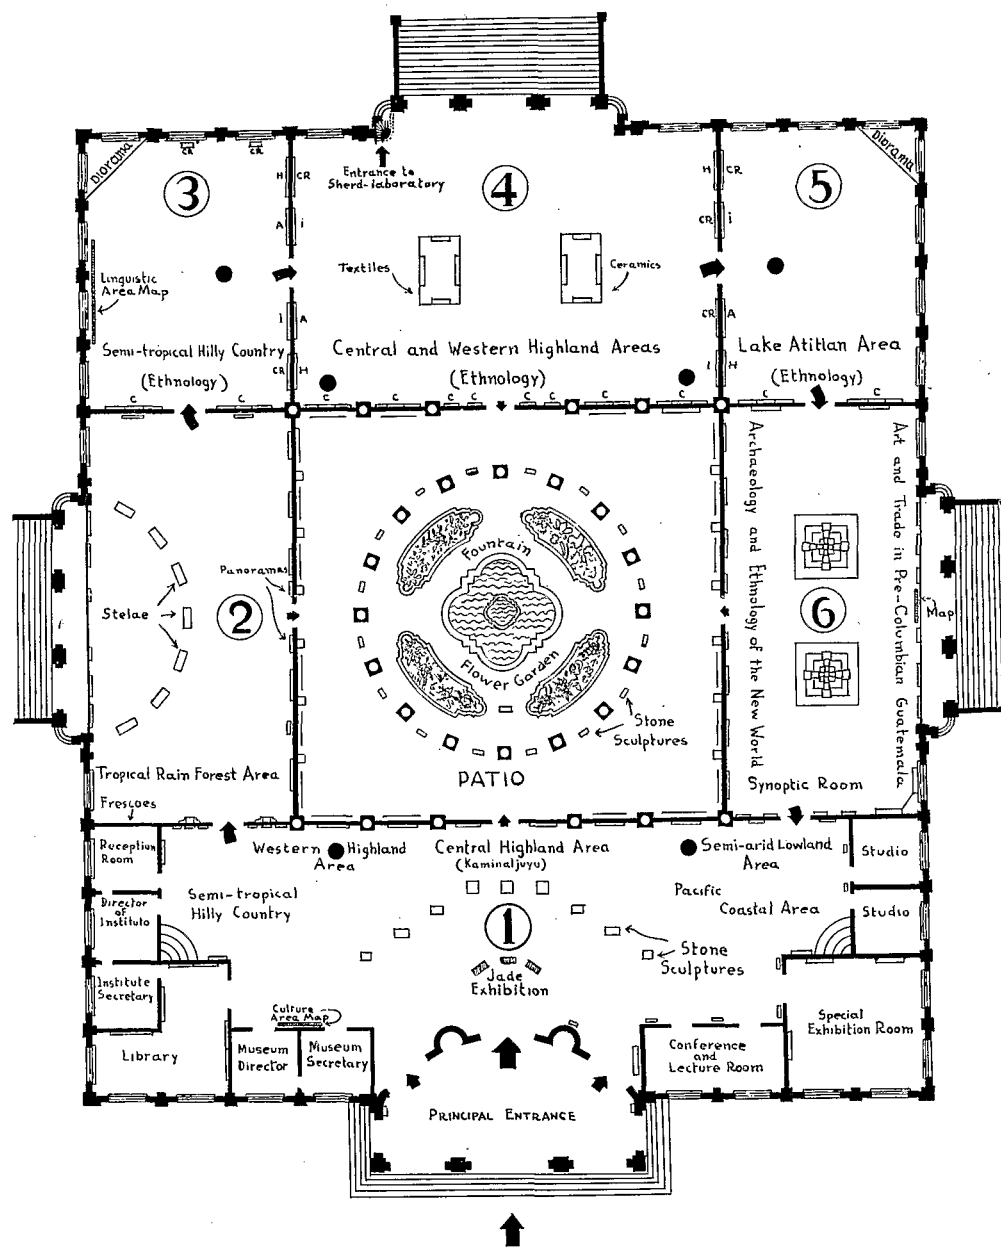 Entrance to
Sherd-laboratory
Diorama
CR
CR
3
H CR
A i
4
H CR
CR i
5
Diorama
Linguistic
Area Map
Textiles
Ceramics
I A
CR H
CR A
I H
Semi-tropical Hilly Country
(Ethnology)
Central and Western Highland Areas
(Ethnology)
Lake Atitlan Area
(Ethnology)
C C C C C C C C C C C C
Stelae
Panoramas
2
Tropical Rain Forest Area
Frescoes
Fountain
Flower Garden
Stone
Sculptures
PATIO
Archaeology and Ethnology of the New World
6
Art and Trade in Pre-Columbian Guatemala
Map
Synoptic Room
Reception
Room
Western Highland
Area
Central Highland Area
(Kaminaljuyu)
Semi-arid Lowland
Area
Studio
Director
of
Instituto
Semi-tropical
Hilly Country
1
Pacific
Coastal Area
Studio
Stone
Sculptures
Jade
Exhibition
Institute
Secretary
Culture
Area Map
Library
Museum
Director
Museum
Secretary
Conference
and
Lecture Room
Special
Exhibition Room
PRINCIPAL ENTRANCE